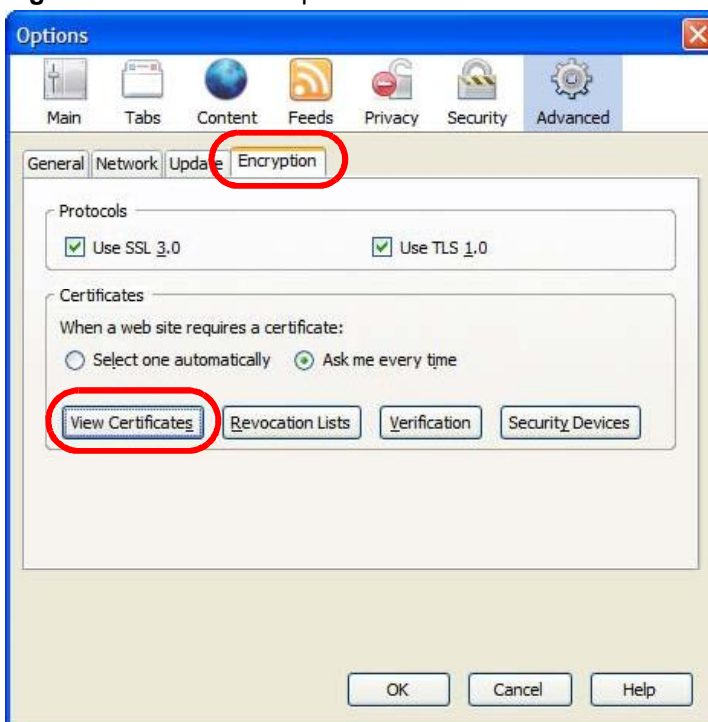 Options
Main Tabs Content Feeds Privacy Security Advanced
General Network Update Encryption
Protocols
Use SSL 3.0 Use TLS 1.0
Certificates
When a web site requires a certificate:
Select one automatically Ask me every time
View Certificates Revocation Lists Verification Security Devices
OK Cancel Help